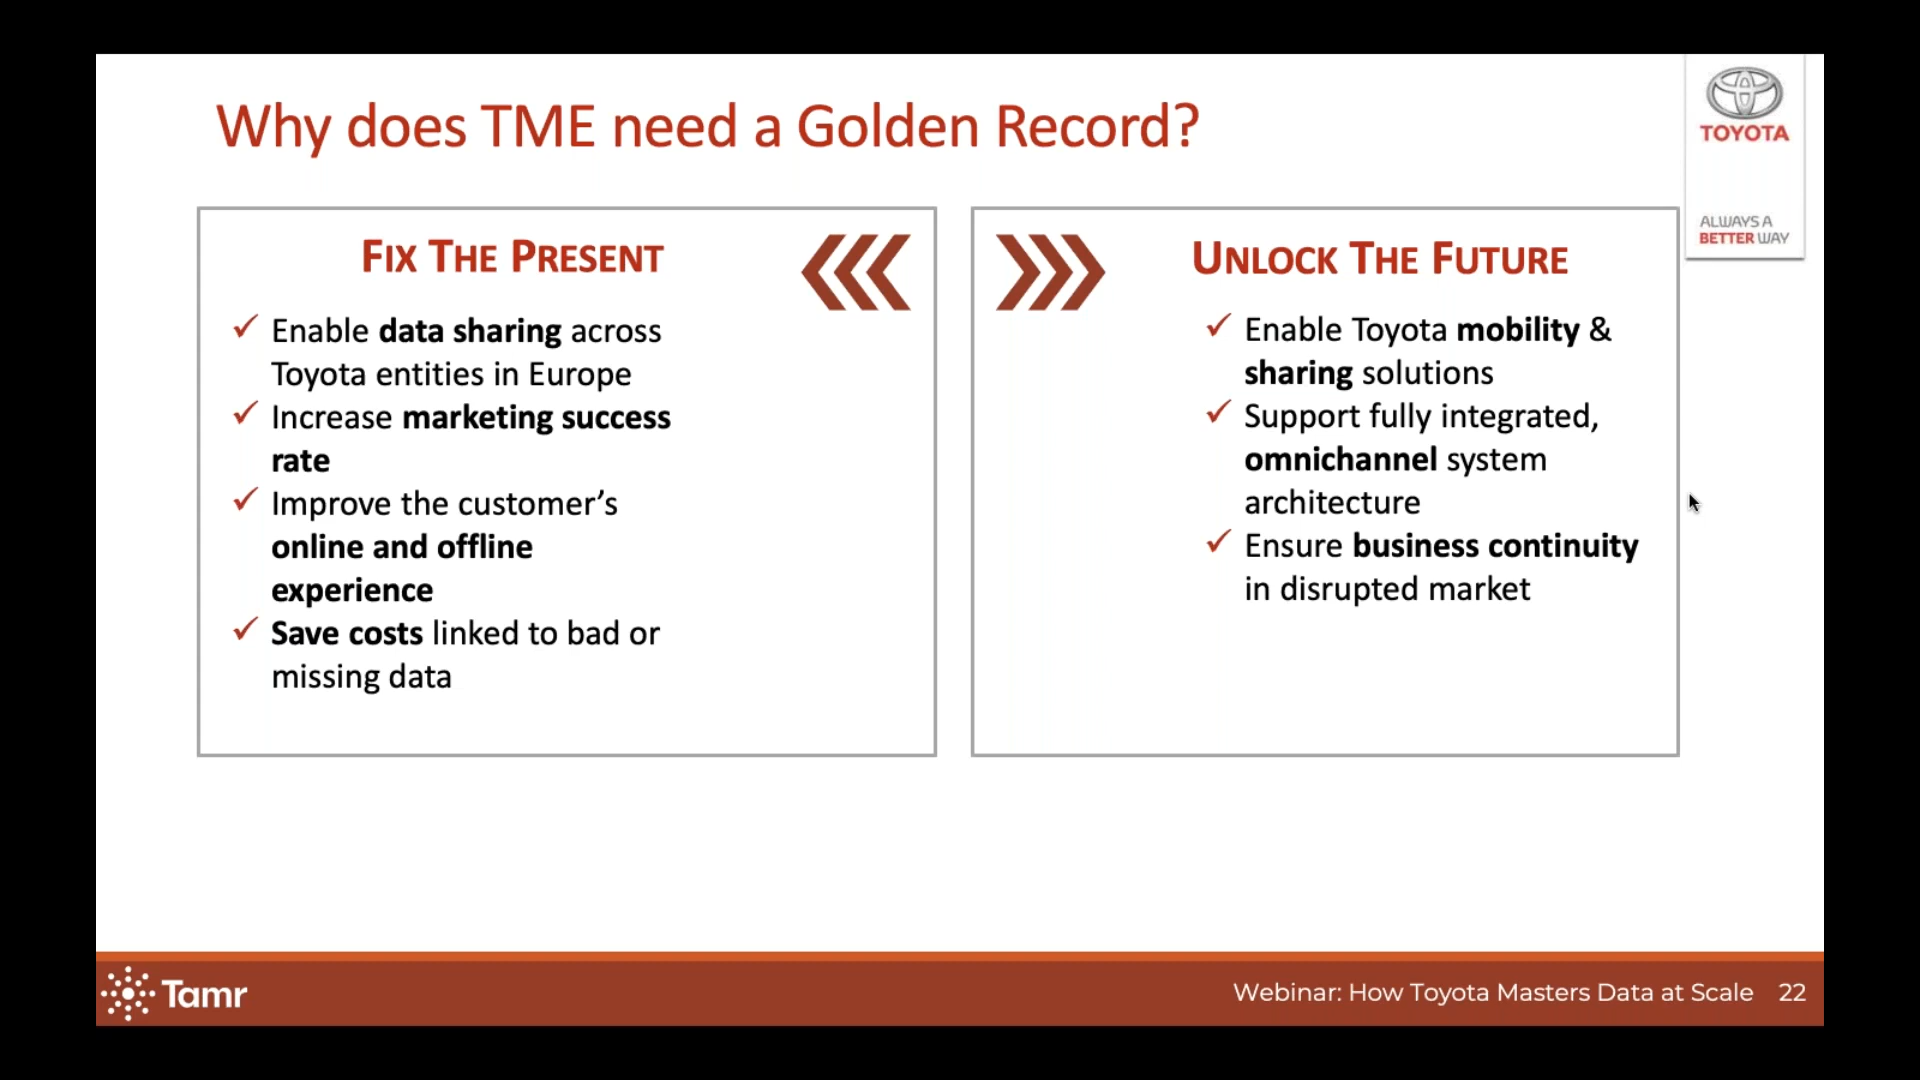 Why does TME need a Golden Record?
TOYOTA
ALWAYS A
BETTER WAY
FIX THE PRESENT
Enable data sharing across
Toyota entities in Europe
Increase marketing success
rate
Improve the customer’s
online and offline
experience
Save costs linked to bad or
missing data
UNLOCK THE FUTURE
Enable Toyota mobility &
sharing solutions
Support fully integrated,
omnichannel system
architecture
Ensure business continuity
in disrupted market
Tamr
Webinar: How Toyota Masters Data at Scale 22